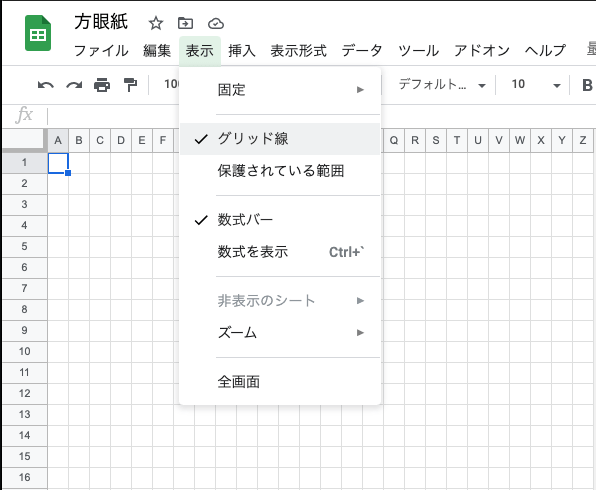 方眼紙
ファイル 編集 表示 挿入 表示形式 データ ツール アドオン ヘルプ
デフォルト... 10 B
fx
固定
グリッド線
保護されている範囲
数式バー
数式を表示 Ctrl+`
非表示のシート
ズーム
全画面
A B C D E F Q R S T U V W X Y Z
1
2
3
4
5
6
7
8
9
10
11
12
13
14
15
16